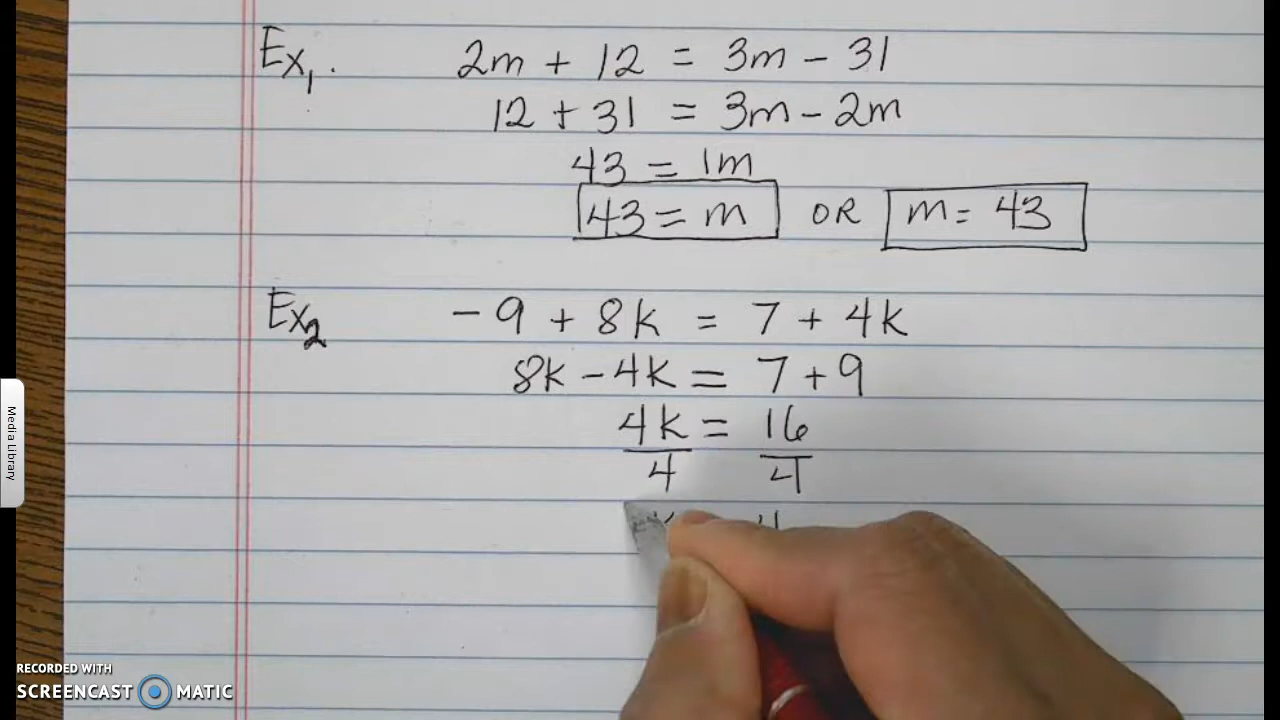 Ex1. 2m + 12 = 3m - 31
12 + 31 = 3m - 2m
43 = 1m
43 = m OR m = 43
Ex2 -9 + 8k = 7 + 4k
8k - 4k = 7 + 9
4k = 16
4 4
Media Library
RECORDED WITH
SCREENCAST MATIC